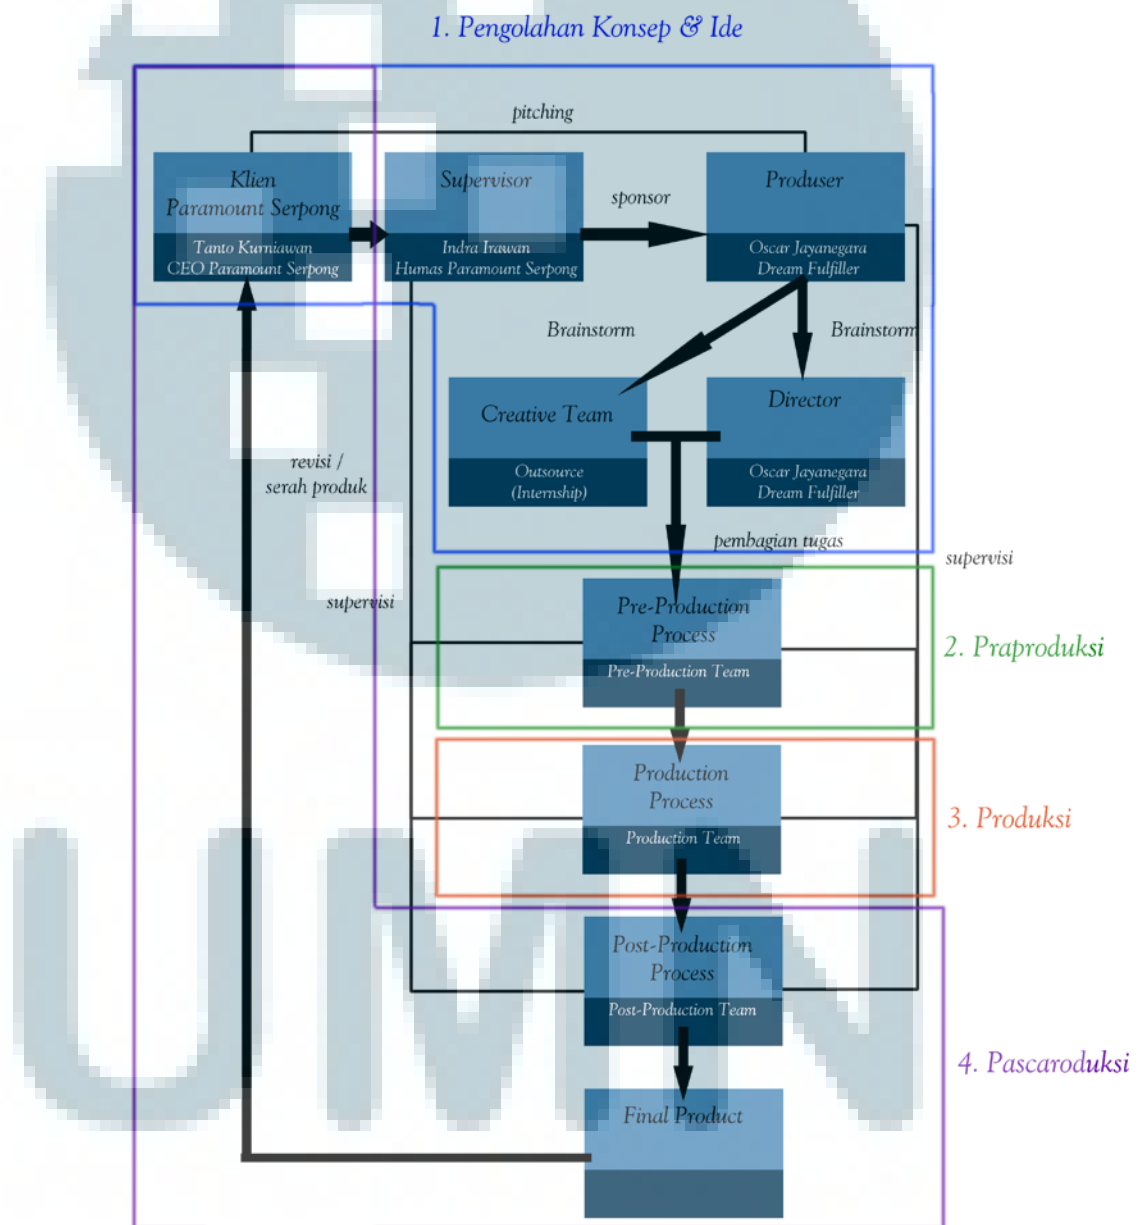 1. Pengolahan Konsep & Ide
pitching
Klien
Paramount Serpong
Tanto Kurniawan
CEO Paramount Serpong
Supervisor
Indra Irawan
Humas Paramount Serpong
sponsor
Produser
Oscar Jayanegara
Dream Fulfiller
Brainstorm
Brainstorm
Creative Team
Outsource
(Internship)
Director
Oscar Jayanegara
Dream Fulfiller
revisi /
serah produk
pembagian tugas
supervisi
supervisi
Pre-Production
Process
Pre-Production Team
2. Praproduksi
Production
Process
Production Team
3. Produksi
Post-Production
Process
Post-Production Team
4. Pascaroduksi
Final Product
UMN